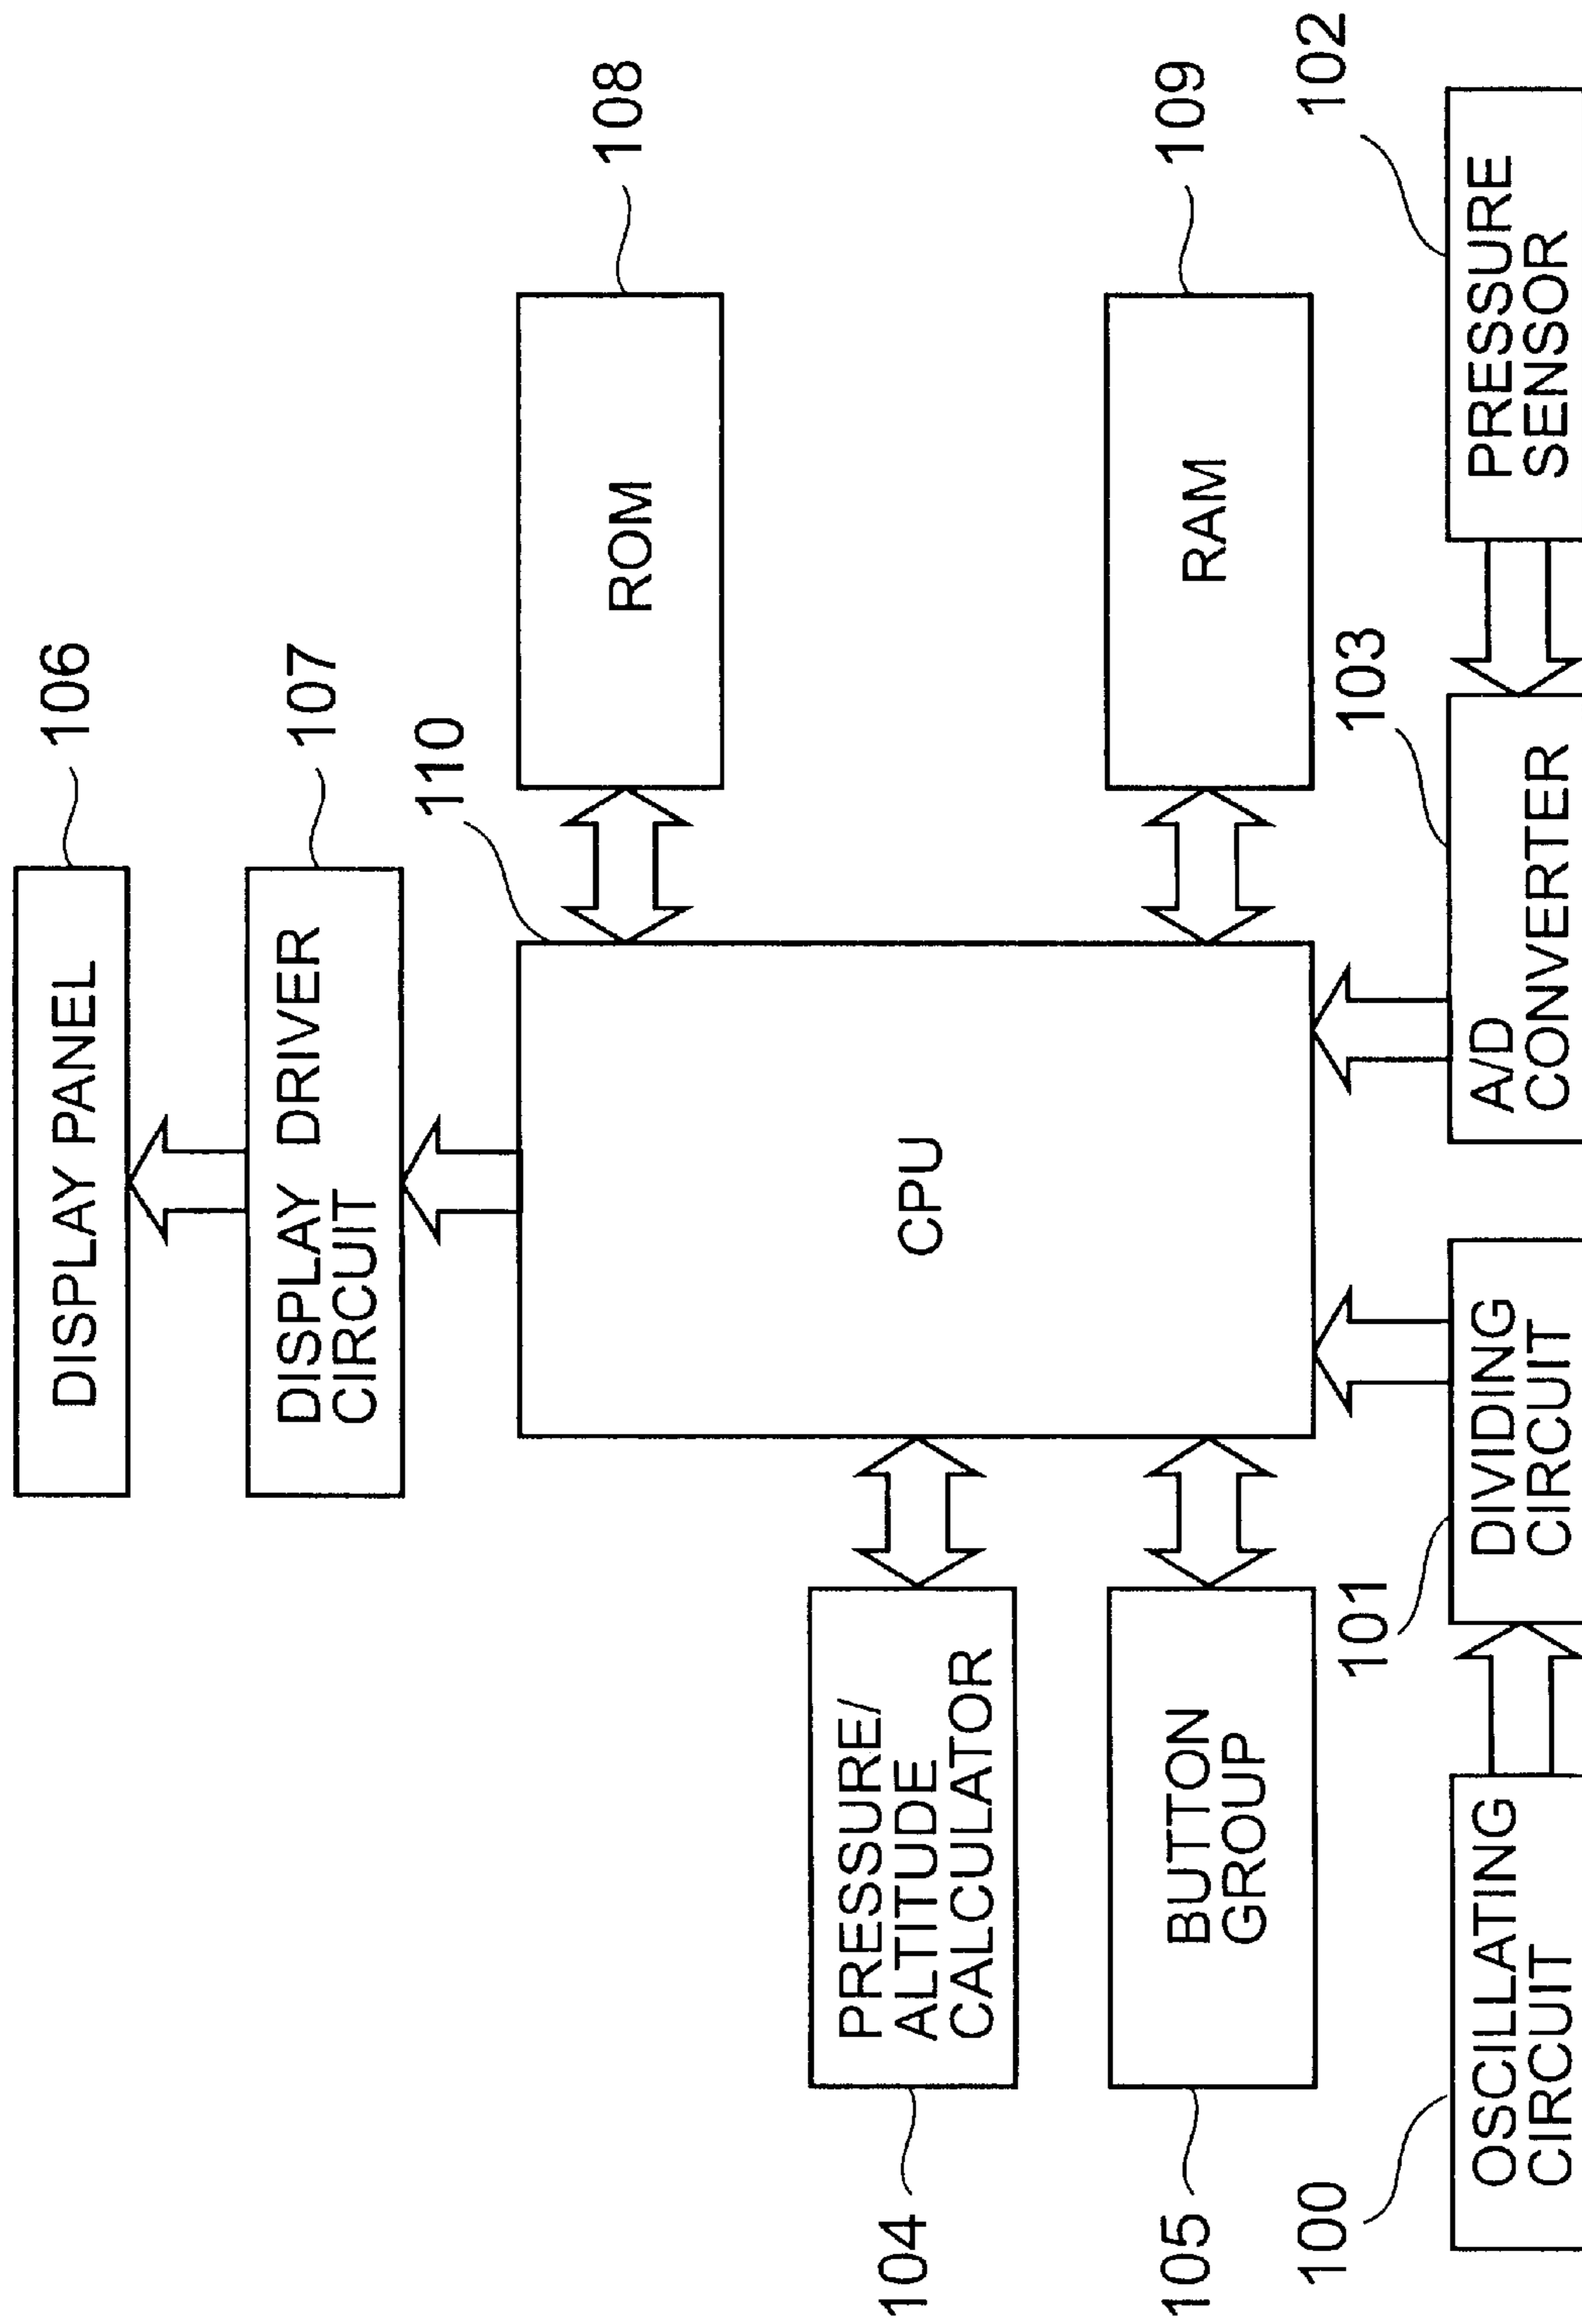 106
DISPLAY PANEL
107
DISPLAY DRIVER
CIRCUIT
110
CPU
108
ROM
109
RAM
104
PRESSURE/
ALTITUDE
CALCULATOR
105
BUTTON
GROUP
100
OSCILLATING
CIRCUIT
101
DIVIDING
CIRCUIT
103
A/D
CONVERTER
102
PRESSURE
SENSOR